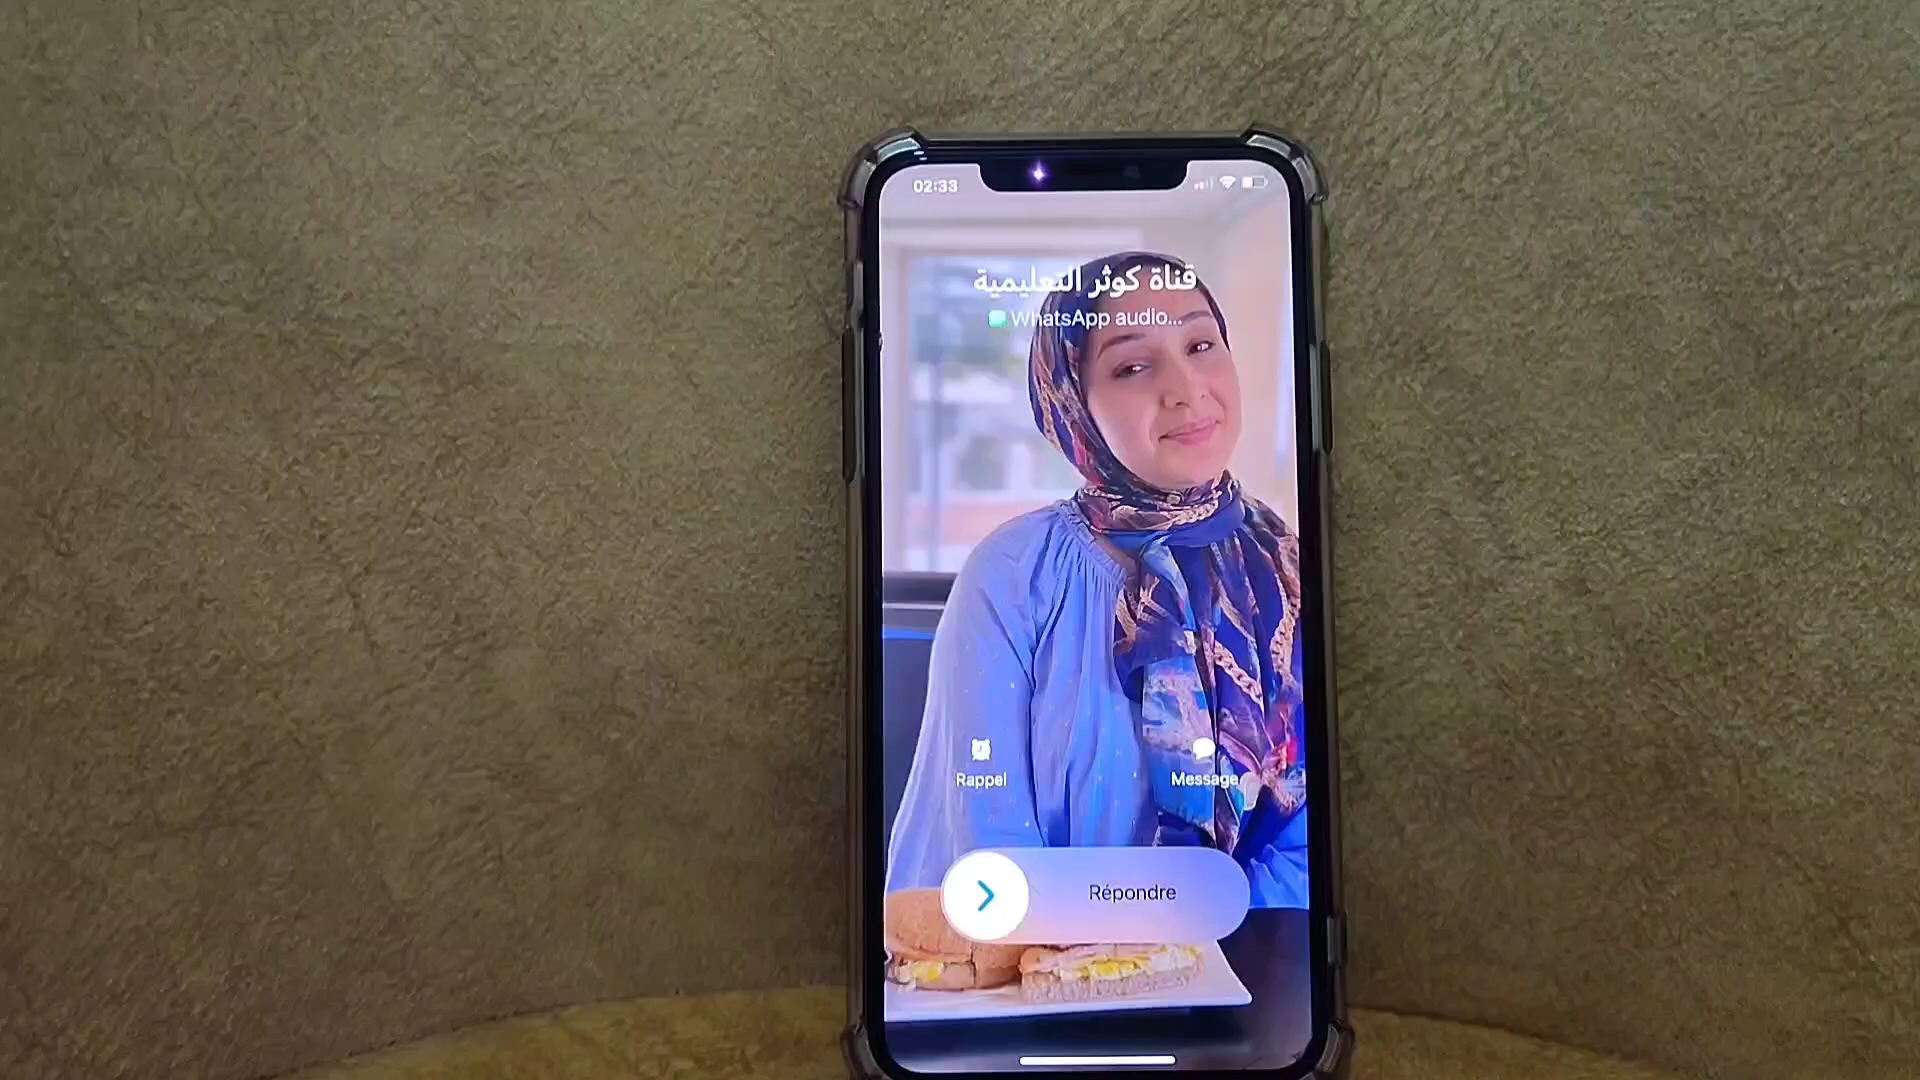 02:33
قناة كوثر التعليمية
WhatsApp audio...
Rappel
Message
Répondre